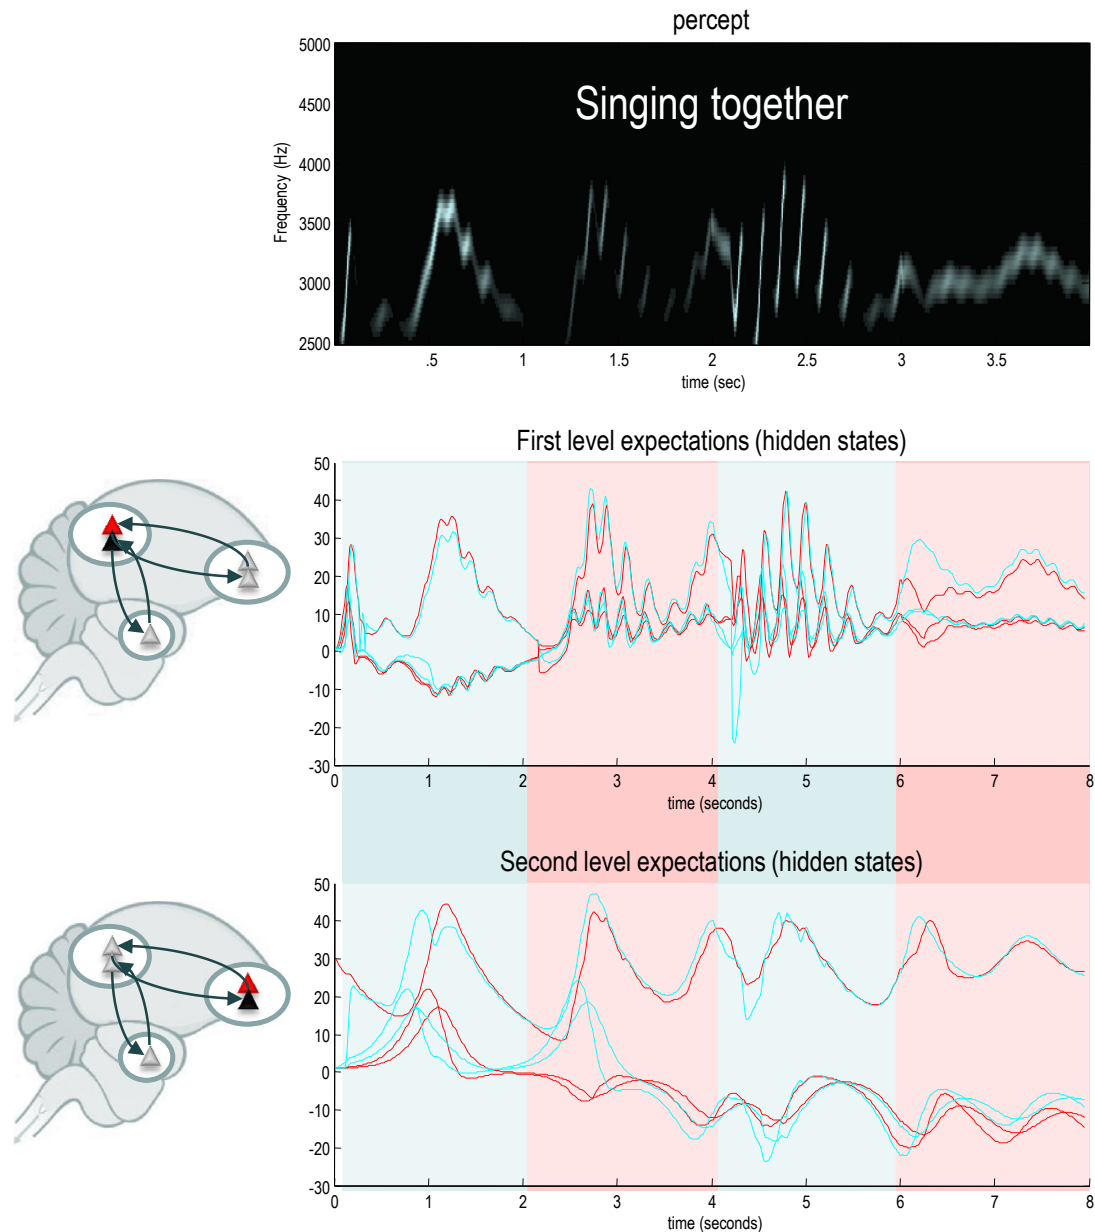 percept
5000
4500
4000
3500
3000
2500
Frequency (Hz)
Singing together
.5 1 1.5 2 2.5 3 3.5
time (sec)
First level expectations (hidden states)
50
40
30
20
10
0
-10
-20
-30
0 1 2 3 4 5 6 7 8
time (seconds)
Second level expectations (hidden states)
50
40
30
20
10
0
-10
-20
-30
0 1 2 3 4 5 6 7 8
time (seconds)